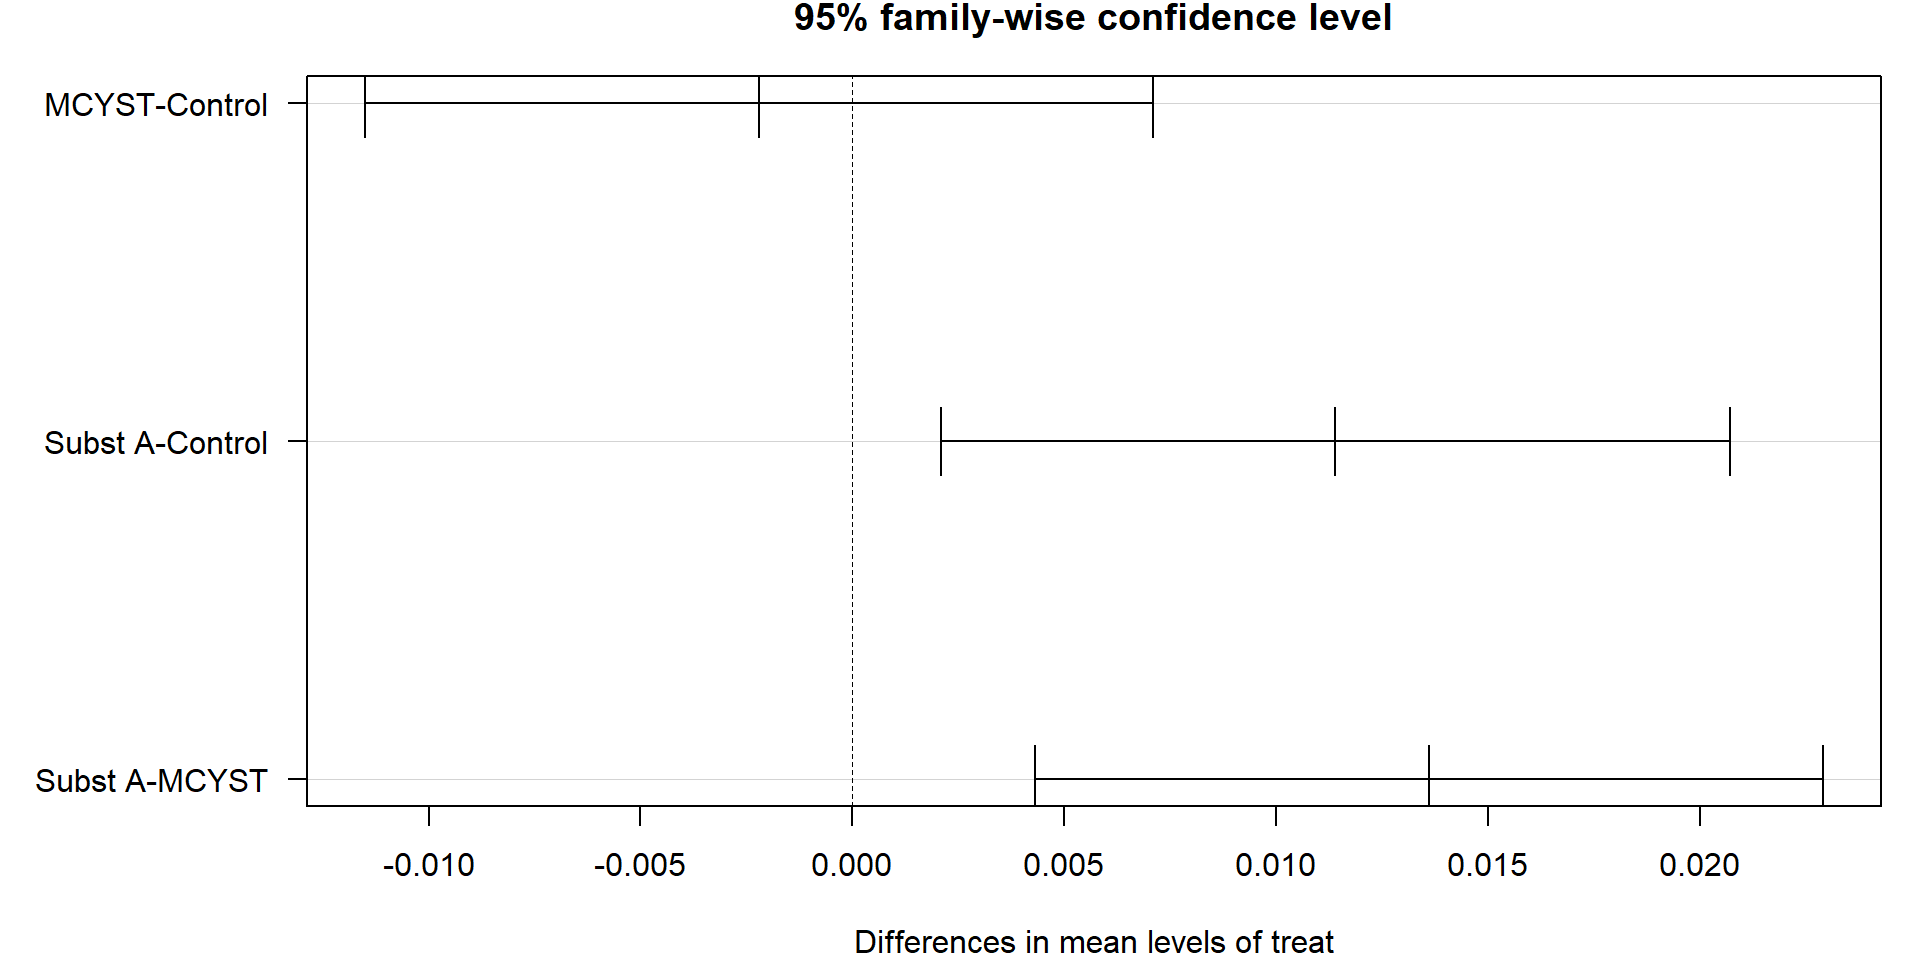 95% family-wise confidence level
MCYST-Control
Subst A-Control
Subst A-MCYST
-0.010 -0.005 0.000 0.005 0.010 0.015 0.020
Differences in mean levels of treat